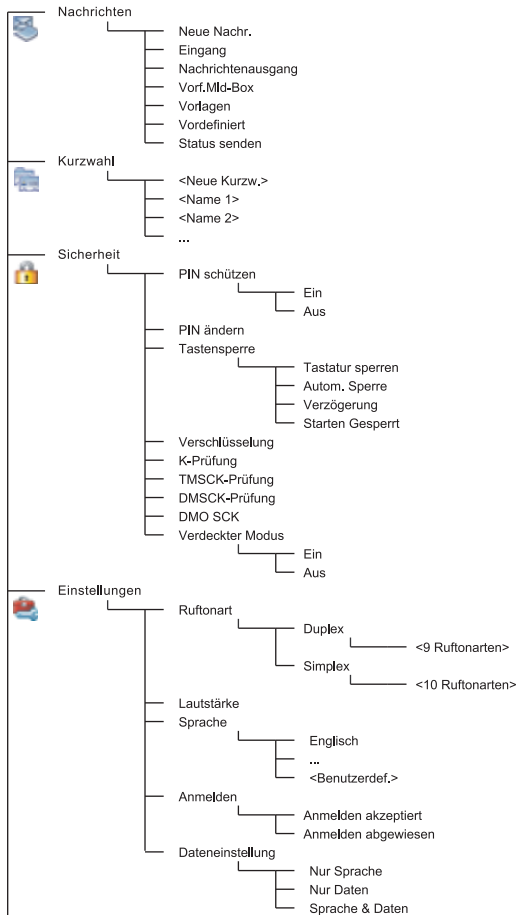 Nachrichten
Neue Nachr.
Eingang
Nachrichtenausgang
Vorf.Mld-Box
Vorlagen
Vordefiniert
Status senden
Kurzwahl
<Neue Kurzw.>
<Name 1>
<Name 2>
...
Sicherheit
PIN schützen
Ein
Aus
PIN ändern
Tastensperre
Tastatur sperren
Autom. Sperre
Verzögerung
Starten Gesperrt
Verschlüsselung
K-Prüfung
TMSCK-Prüfung
DMSCK-Prüfung
DMO SCK
Verdeckter Modus
Ein
Aus
Einstellungen
Ruftonart
Duplex
<9 Ruftonarten>
Simplex
<10 Ruftonarten>
Lautstärke
Sprache
Englisch
...
<Benutzerdef.>
Anmelden
Anmelden akzeptiert
Anmelden abgewiesen
Dateneinstellung
Nur Sprache
Nur Daten
Sprache & Daten